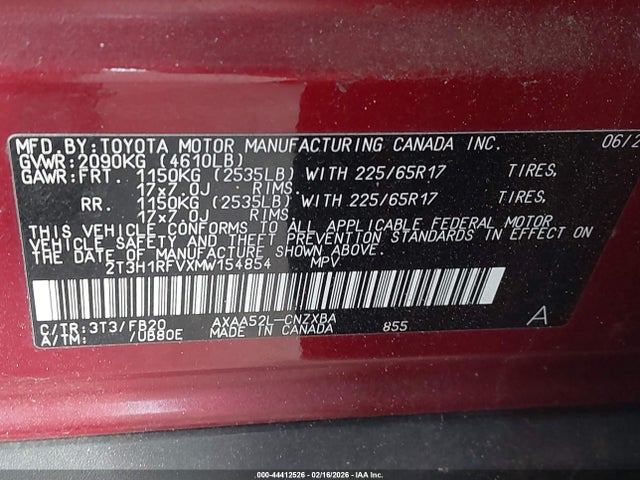 MFD.BY:TOYOTA MOTOR MANUFACTURING CANADA INC. 06/2
GVWR:2090KG (4610LB)
GAWR:FRT. 1150KG (2535LB) WITH 225/65R17 TIRES.
17x7.0J RIMS.
RR. 1150KG (2535LB) WITH 225/65R17 TIRES.
17x7.0J RIMS.
THIS VEHICLE CONFORMS TO ALL APPLICABLE FEDERAL MOTOR
VEHICLE SAFETY AND THEFT PREVENTION STANDARDS IN EFFECT ON
THE DATE OF MANUFACTURE SHOWN ABOVE.
2T3H1RFVXMW154854 MPV
C/TR:3T3/FB20 AXAA52L-CNZXBA 855 A
A/TM: /UB80E MADE IN CANADA
000-44412526 - 02/16/2026 - IAA Inc.